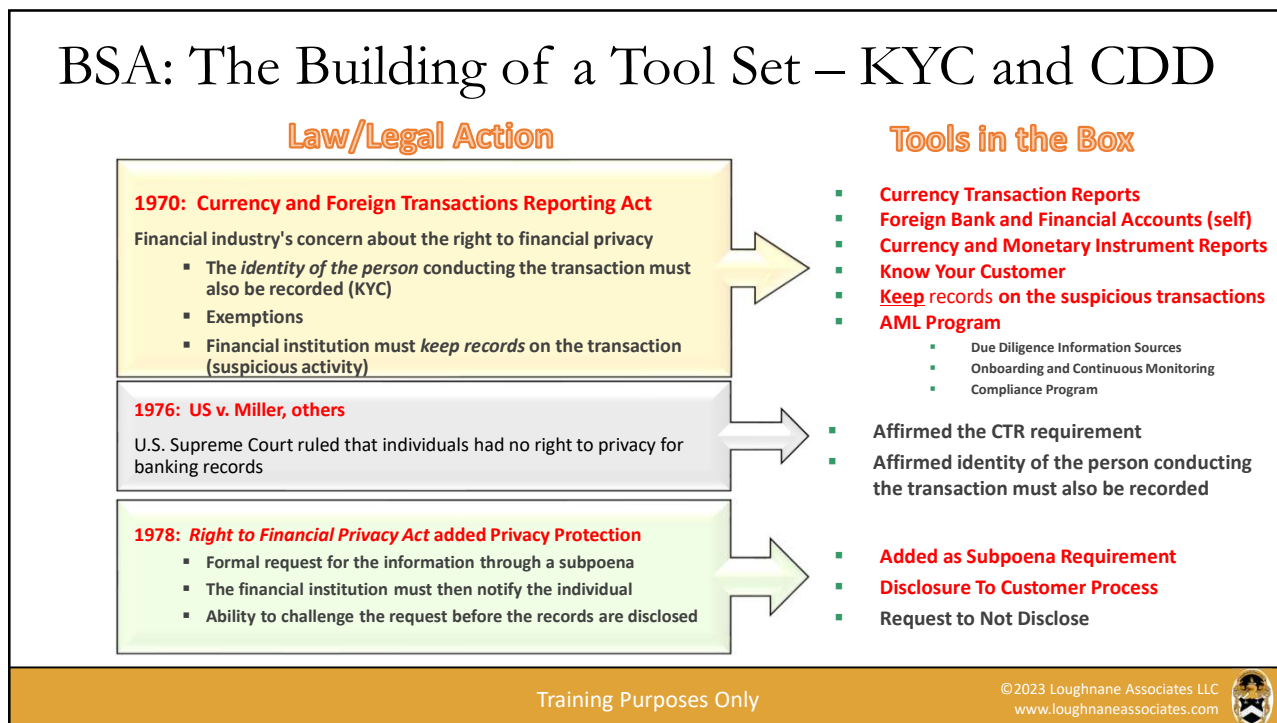 BSA: The Building of a Tool Set – KYC and CDD
Law/Legal Action
1970: Currency and Foreign Transactions Reporting Act
Financial industry's concern about the right to financial privacy
▪ The identity of the person conducting the transaction must
also be recorded (KYC)
▪ Exemptions
▪ Financial institution must keep records on the transaction
(suspicious activity)
1976: US v. Miller, others
U.S. Supreme Court ruled that individuals had no right to privacy for
banking records
1978: Right to Financial Privacy Act added Privacy Protection
▪ Formal request for the information through a subpoena
▪ The financial institution must then notify the individual
▪ Ability to challenge the request before the records are disclosed
Tools in the Box
▪ Currency Transaction Reports
▪ Foreign Bank and Financial Accounts (self)
▪ Currency and Monetary Instrument Reports
▪ Know Your Customer
▪ Keep records on the suspicious transactions
▪ AML Program
▪ Due Diligence Information Sources
▪ Onboarding and Continuous Monitoring
▪ Compliance Program
▪ Affirmed the CTR requirement
▪ Affirmed identity of the person conducting
the transaction must also be recorded
▪ Added as Subpoena Requirement
▪ Disclosure To Customer Process
▪ Request to Not Disclose
Training Purposes Only
©2023 Loughnane Associates LLC
www.loughnaneassociates.com